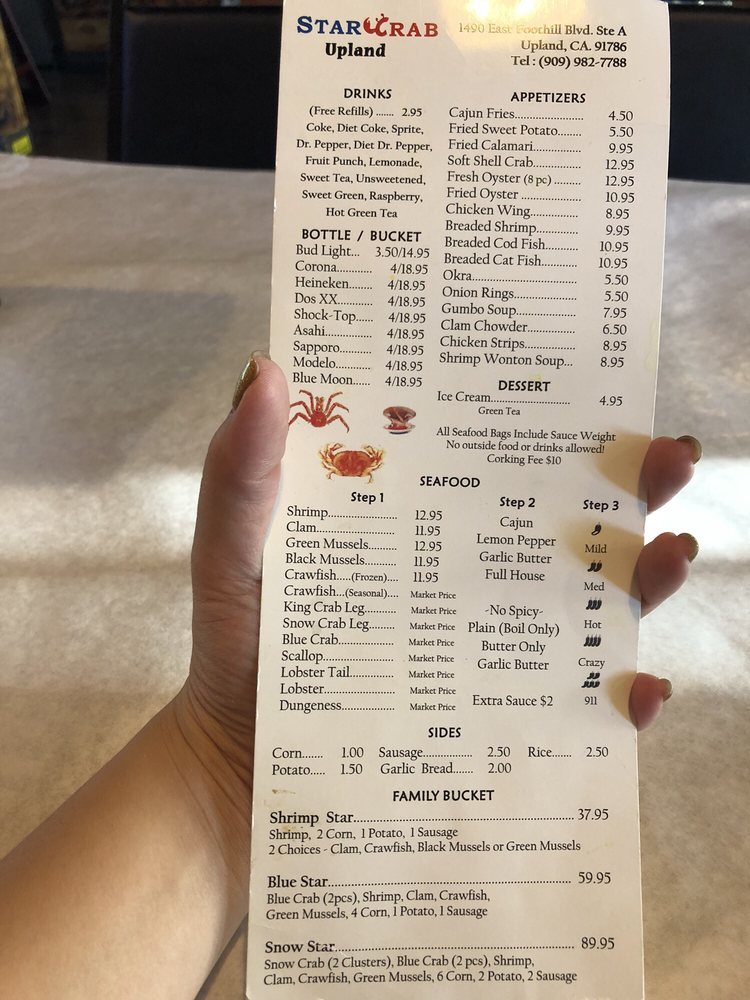 STAR CRAB
Upland
1490 East Foothill Blvd. Ste A
Upland, CA. 91786
Tel : (909) 982-7788
DRINKS
(Free Refills) ....... 2.95
Coke, Diet Coke, Sprite,
Dr. Pepper, Diet Dr. Pepper,
Fruit Punch, Lemonade,
Sweet Tea, Unsweetened,
Sweet Green, Raspberry,
Hot Green Tea
BOTTLE / BUCKET
Bud Light... 3.50/14.95
Corona............ 4/18.95
Heineken........ 4/18.95
Dos XX............ 4/18.95
Shock-Top...... 4/18.95
Asahi............... 4/18.95
Sapporo........... 4/18.95
Modelo............ 4/18.95
Blue Moon...... 4/18.95
APPETIZERS
Cajun Fries........................ 4.50
Fried Sweet Potato........ 5.50
Fried Calamari................ 9.95
Soft Shell Crab................ 12.95
Fresh Oyster (8 pc) ......... 12.95
Fried Oyster .................... 10.95
Chicken Wing................. 8.95
Breaded Shrimp.............. 9.95
Breaded Cod Fish............ 10.95
Breaded Cat Fish............. 10.95
Okra................................... 5.50
Onion Rings...................... 5.50
Gumbo Soup..................... 7.95
Clam Chowder................. 6.50
Chicken Strips.................. 8.95
Shrimp Wonton Soup... 8.95
DESSERT
Ice Cream............................ 4.95
Green Tea
All Seafood Bags Include Sauce Weight
No outside food or drinks allowed!
Corking Fee $10
SEAFOOD
Step 1
Shrimp........................ 12.95
Clam........................... 11.95
Green Mussels.......... 12.95
Black Mussels........... 11.95
Crawfish.....(Frozen).... 11.95
Crawfish...(Seasonal).... Market Price
King Crab Leg........... Market Price
Snow Crab Leg......... Market Price
Blue Crab................... Market Price
Scallop........................ Market Price
Lobster Tail............... Market Price
Lobster....................... Market Price
Dungeness................. Market Price
Step 2
Cajun
Lemon Pepper
Garlic Butter
Full House
-No Spicy-
Plain (Boil Only)
Butter Only
Garlic Butter
Extra Sauce $2
Step 3
Mild
Med
Hot
Crazy
911
SIDES
Corn....... 1.00 Sausage.................. 2.50 Rice....... 2.50
Potato..... 1.50 Garlic Bread....... 2.00
FAMILY BUCKET
Shrimp Star........................................................ 37.95
Shrimp, 2 Corn, 1 Potato, 1 Sausage
2 Choices - Clam, Crawfish, Black Mussels or Green Mussels
Blue Star.............................................................. 59.95
Blue Crab (2pcs), Shrimp, Clam, Crawfish,
Green Mussels, 4 Corn, 1 Potato, 1 Sausage
Snow Star............................................................ 89.95
Snow Crab (2 Clusters), Blue Crab (2 pcs), Shrimp,
Clam, Crawfish, Green Mussels, 6 Corn, 2 Potato, 2 Sausage